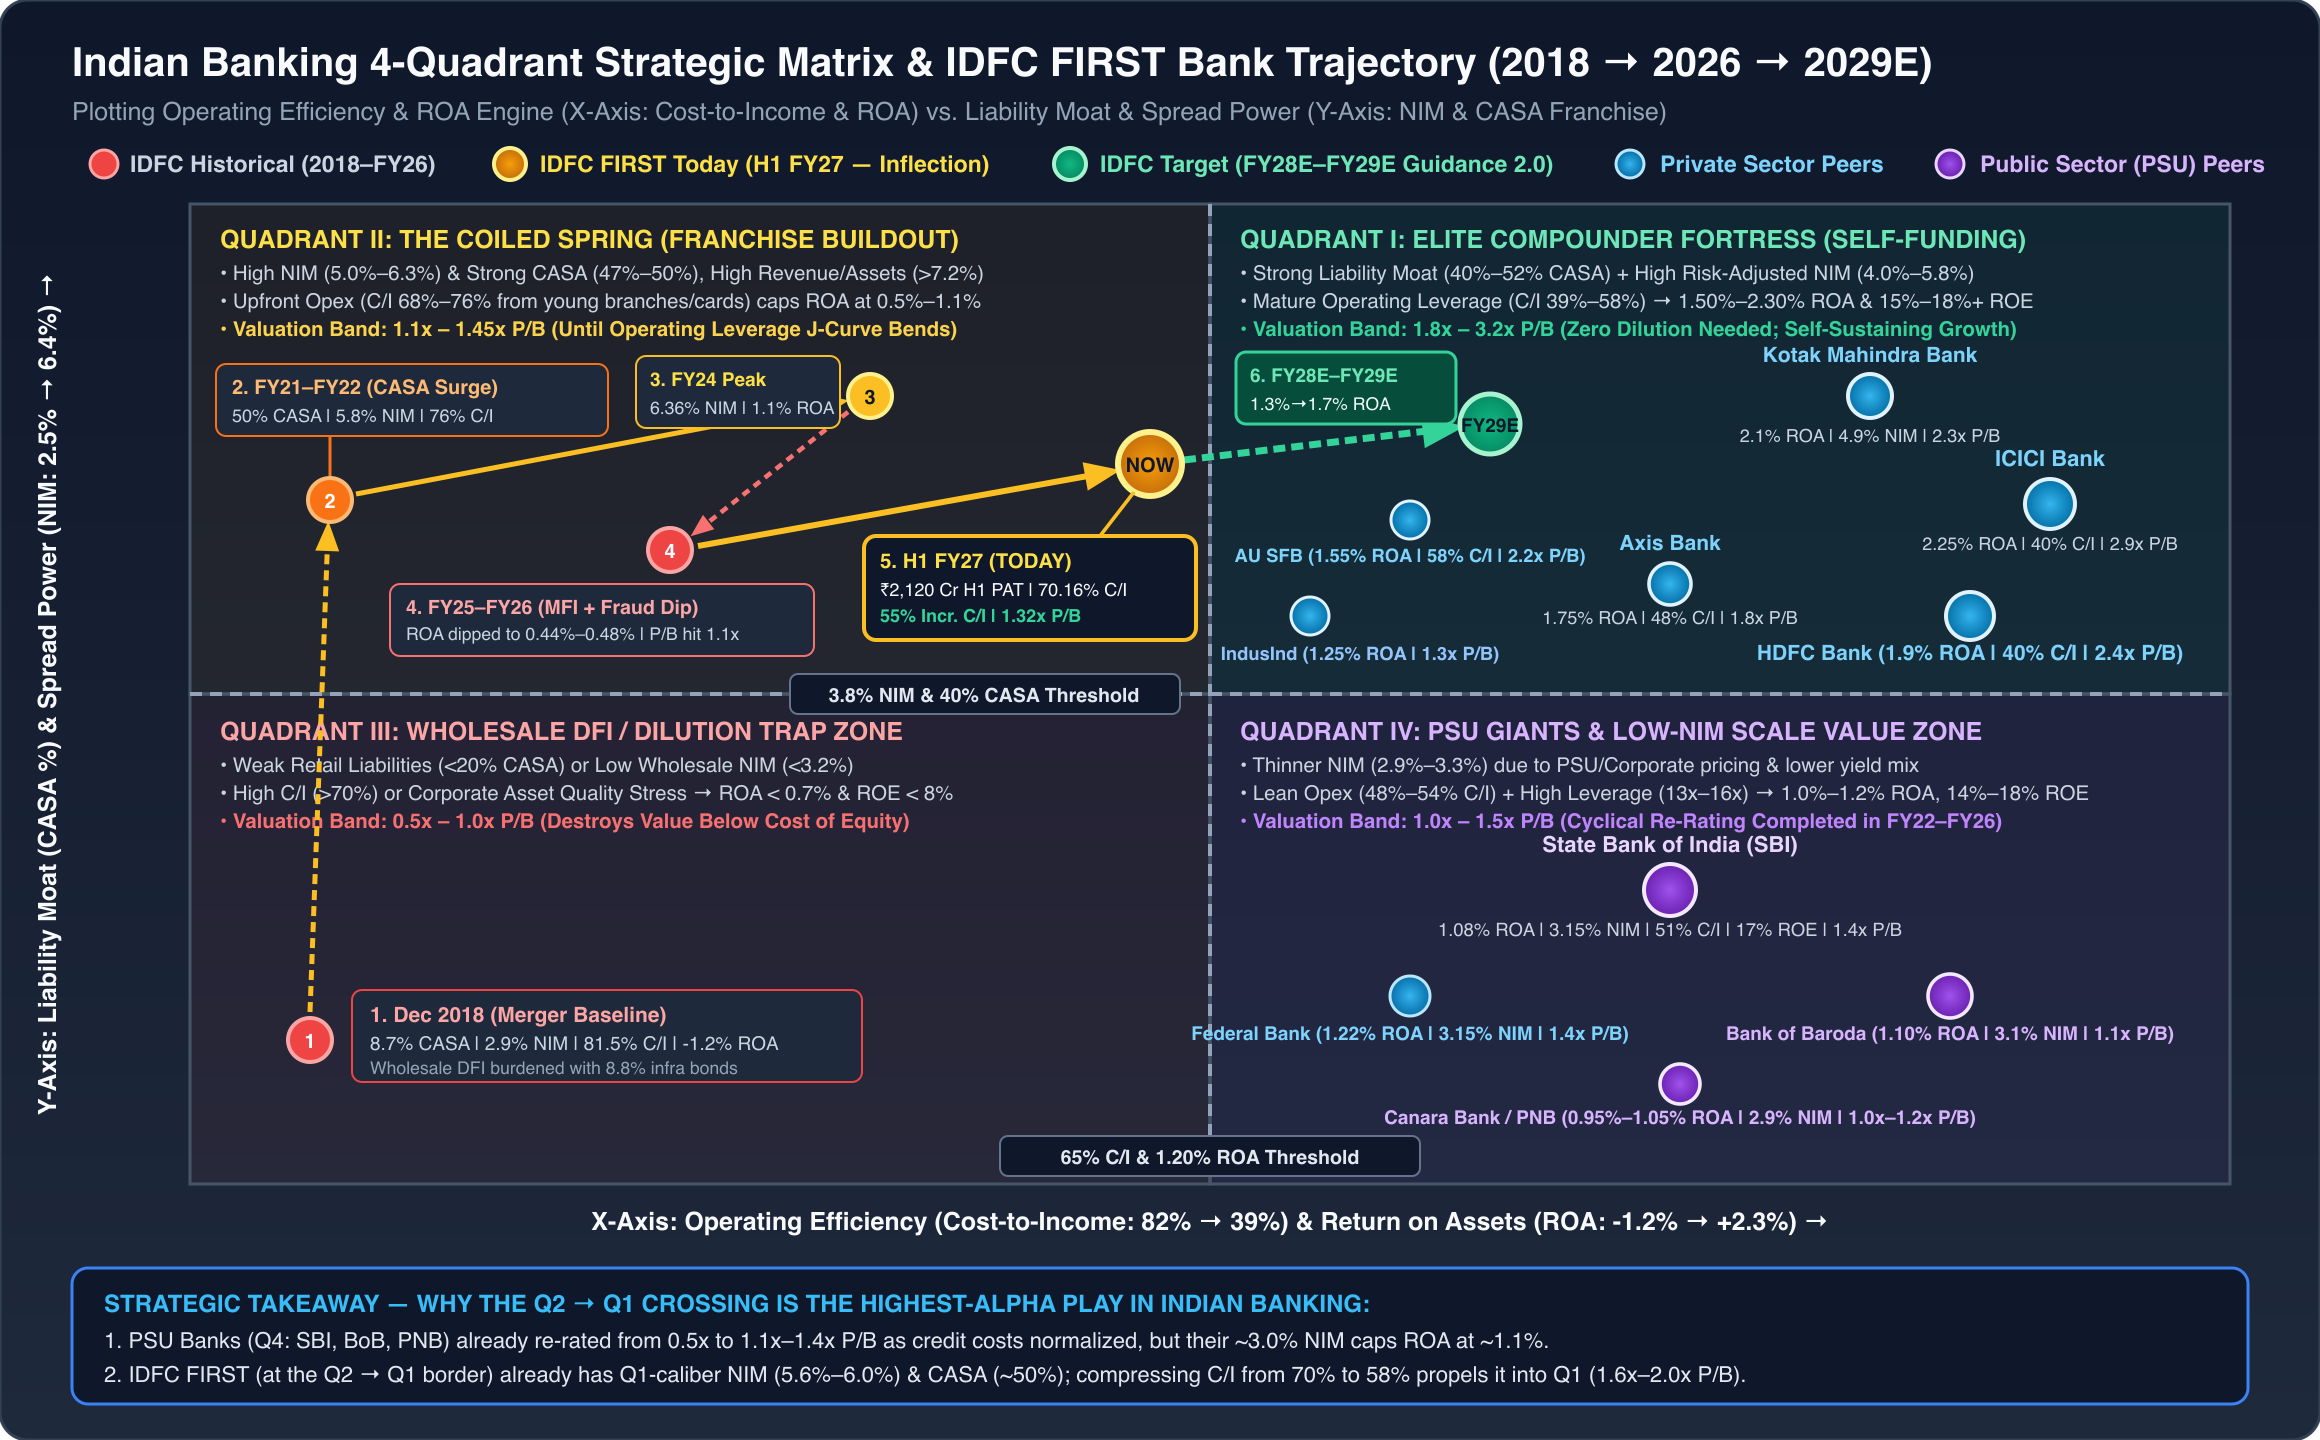 Indian Banking 4-Quadrant Strategic Matrix & IDFC FIRST Bank Trajectory (2018 → 2026 → 2029E)
Plotting Operating Efficiency & ROA Engine (X-Axis: Cost-to-Income & ROA) vs. Liability Moat & Spread Power (Y-Axis: NIM & CASA Franchise)
IDFC Historical (2018–FY26)
IDFC FIRST Today (H1 FY27 — Inflection)
IDFC Target (FY28E–FY29E Guidance 2.0)
Private Sector Peers
Public Sector (PSU) Peers
Y-Axis: Liability Moat (CASA %) & Spread Power (NIM: 2.5% → 6.4%) →
QUADRANT II: THE COILED SPRING (FRANCHISE BUILDOUT)
• High NIM (5.0%–6.3%) & Strong CASA (47%–50%), High Revenue/Assets (>7.2%)
• Upfront Opex (C/I 68%–76% from young branches/cards) caps ROA at 0.5%–1.1%
• Valuation Band: 1.1x – 1.45x P/B (Until Operating Leverage J-Curve Bends)
2. FY21–FY22 (CASA Surge)
50% CASA | 5.8% NIM | 76% C/I
3. FY24 Peak
6.36% NIM | 1.1% ROA
3
2
4
NOW
4. FY25–FY26 (MFI + Fraud Dip)
ROA dipped to 0.44%–0.48% | P/B hit 1.1x
5. H1 FY27 (TODAY)
₹2,120 Cr H1 PAT | 70.16% C/I
55% Incr. C/I | 1.32x P/B
QUADRANT I: ELITE COMPOUNDER FORTRESS (SELF-FUNDING)
• Strong Liability Moat (40%–52% CASA) + High Risk-Adjusted NIM (4.0%–5.8%)
• Mature Operating Leverage (C/I 39%–58%) → 1.50%–2.30% ROA & 15%–18%+ ROE
• Valuation Band: 1.8x – 3.2x P/B (Zero Dilution Needed; Self-Sustaining Growth)
6. FY28E–FY29E
1.3%→1.7% ROA
FY29E
Kotak Mahindra Bank
2.1% ROA | 4.9% NIM | 2.3x P/B
ICICI Bank
2.25% ROA | 40% C/I | 2.9x P/B
AU SFB (1.55% ROA | 58% C/I | 2.2x P/B)
Axis Bank
1.75% ROA | 48% C/I | 1.8x P/B
IndusInd (1.25% ROA | 1.3x P/B)
HDFC Bank (1.9% ROA | 40% C/I | 2.4x P/B)
3.8% NIM & 40% CASA Threshold
QUADRANT III: WHOLESALE DFI / DILUTION TRAP ZONE
• Weak Retail Liabilities (<20% CASA) or Low Wholesale NIM (<3.2%)
• High C/I (>70%) or Corporate Asset Quality Stress → ROA < 0.7% & ROE < 8%
• Valuation Band: 0.5x – 1.0x P/B (Destroys Value Below Cost of Equity)
1
1. Dec 2018 (Merger Baseline)
8.7% CASA | 2.9% NIM | 81.5% C/I | -1.2% ROA
Wholesale DFI burdened with 8.8% infra bonds
QUADRANT IV: PSU GIANTS & LOW-NIM SCALE VALUE ZONE
• Thinner NIM (2.9%–3.3%) due to PSU/Corporate pricing & lower yield mix
• Lean Opex (48%–54% C/I) + High Leverage (13x–16x) → 1.0%–1.2% ROA, 14%–18% ROE
• Valuation Band: 1.0x – 1.5x P/B (Cyclical Re-Rating Completed in FY22–FY26)
State Bank of India (SBI)
1.08% ROA | 3.15% NIM | 51% C/I | 17% ROE | 1.4x P/B
Federal Bank (1.22% ROA | 3.15% NIM | 1.4x P/B)
Bank of Baroda (1.10% ROA | 3.1% NIM | 1.1x P/B)
Canara Bank / PNB (0.95%–1.05% ROA | 2.9% NIM | 1.0x–1.2x P/B)
65% C/I & 1.20% ROA Threshold
X-Axis: Operating Efficiency (Cost-to-Income: 82% → 39%) & Return on Assets (ROA: -1.2% → +2.3%) →
STRATEGIC TAKEAWAY — WHY THE Q2 → Q1 CROSSING IS THE HIGHEST-ALPHA PLAY IN INDIAN BANKING:
1. PSU Banks (Q4: SBI, BoB, PNB) already re-rated from 0.5x to 1.1x–1.4x P/B as credit costs normalized, but their ~3.0% NIM caps ROA at ~1.1%.
2. IDFC FIRST (at the Q2 → Q1 border) already has Q1-caliber NIM (5.6%–6.0%) & CASA (~50%); compressing C/I from 70% to 58% propels it into Q1 (1.6x–2.0x P/B).